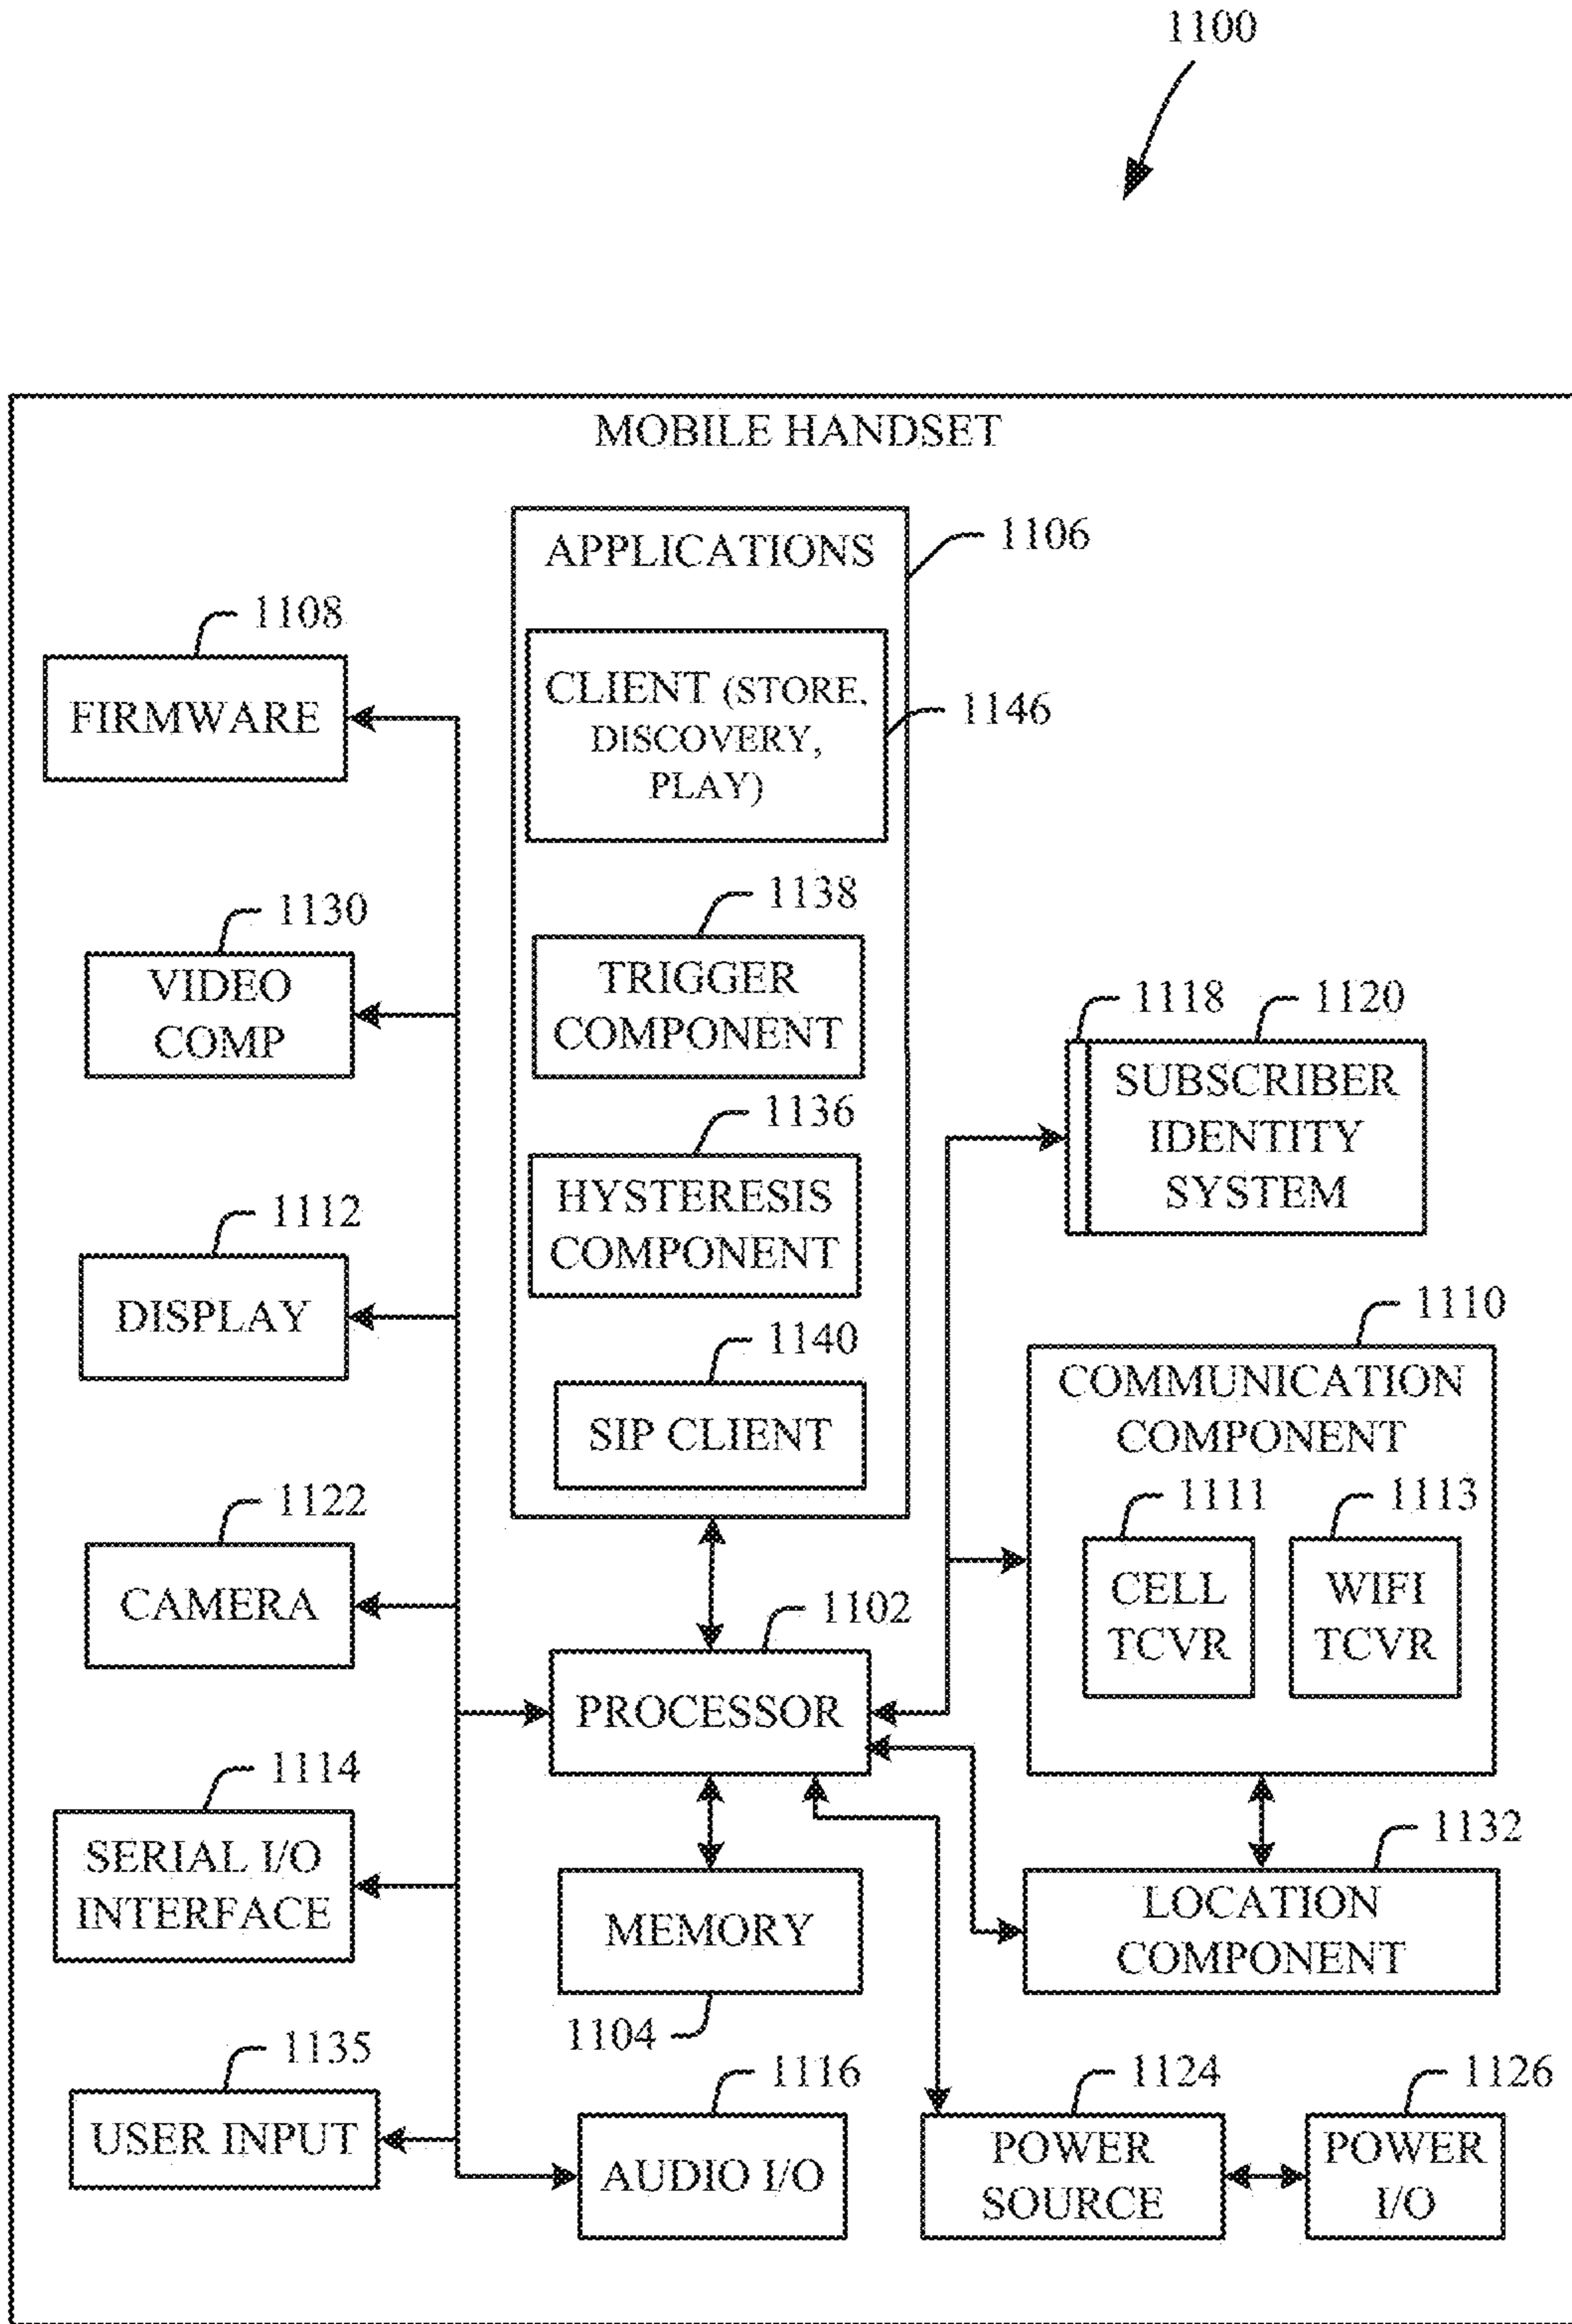 1100
MOBILE HANDSET
APPLICATIONS
1106
CLIENT (STORE,
DISCOVERY,
PLAY)
1146
1138
TRIGGER
COMPONENT
1136
HYSTERESIS
COMPONENT
1140
SIP CLIENT
1108
FIRMWARE
1130
VIDEO
COMP
1112
DISPLAY
1122
CAMERA
1114
SERIAL I/O
INTERFACE
1135
USER INPUT
1102
PROCESSOR
MEMORY
1104
1116
AUDIO I/O
1118
1120
SUBSCRIBER
IDENTITY
SYSTEM
1110
COMMUNICATION
COMPONENT
1111
CELL
TCVR
1113
WIFI
TCVR
1132
LOCATION
COMPONENT
1124
POWER
SOURCE
1126
POWER
I/O